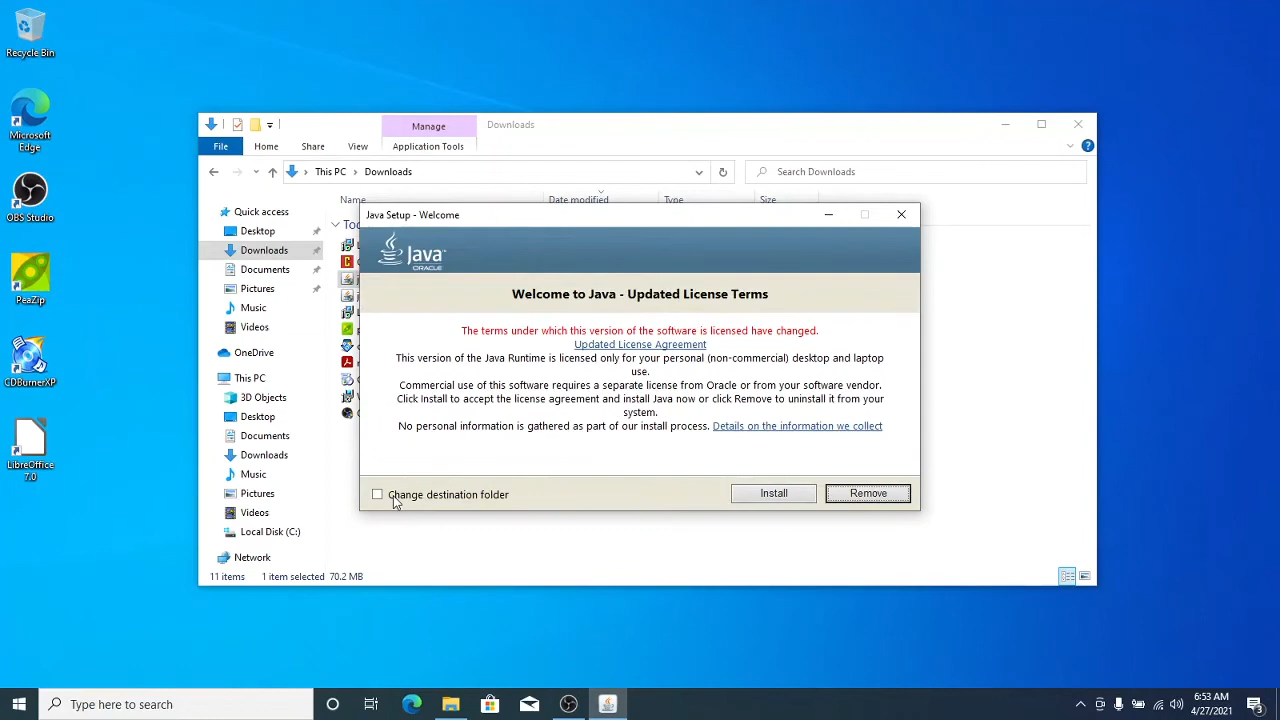 Recycle Bin
Microsoft
Edge
OBS Studio
PeaZip
CDBurnerXP
LibreOffice
7.0
Manage
Downloads
File
Home
Share
View
Application Tools
This PC
Downloads
Search Downloads
Name
Date modified
Type
Size
Quick access
Desktop
Downloads
Documents
Pictures
Music
Videos
OneDrive
This PC
3D Objects
Desktop
Documents
Downloads
Music
Pictures
Videos
Local Disk (C:)
Network
11 items
1 item selected 70.2 MB
Java Setup - Welcome
Java™
ORACLE
Welcome to Java - Updated License Terms
The terms under which this version of the software is licensed have changed.
Updated License Agreement
This version of the Java Runtime is licensed only for your personal (non-commercial) desktop and laptop
use.
Commercial use of this software requires a separate license from Oracle or from your software vendor.
Click Install to accept the license agreement and install Java now or click Remove to uninstall it from your
system.
No personal information is gathered as part of our install process. Details on the information we collect
Change destination folder
Install
Remove
Type here to search
6:53 AM
4/27/2021
3